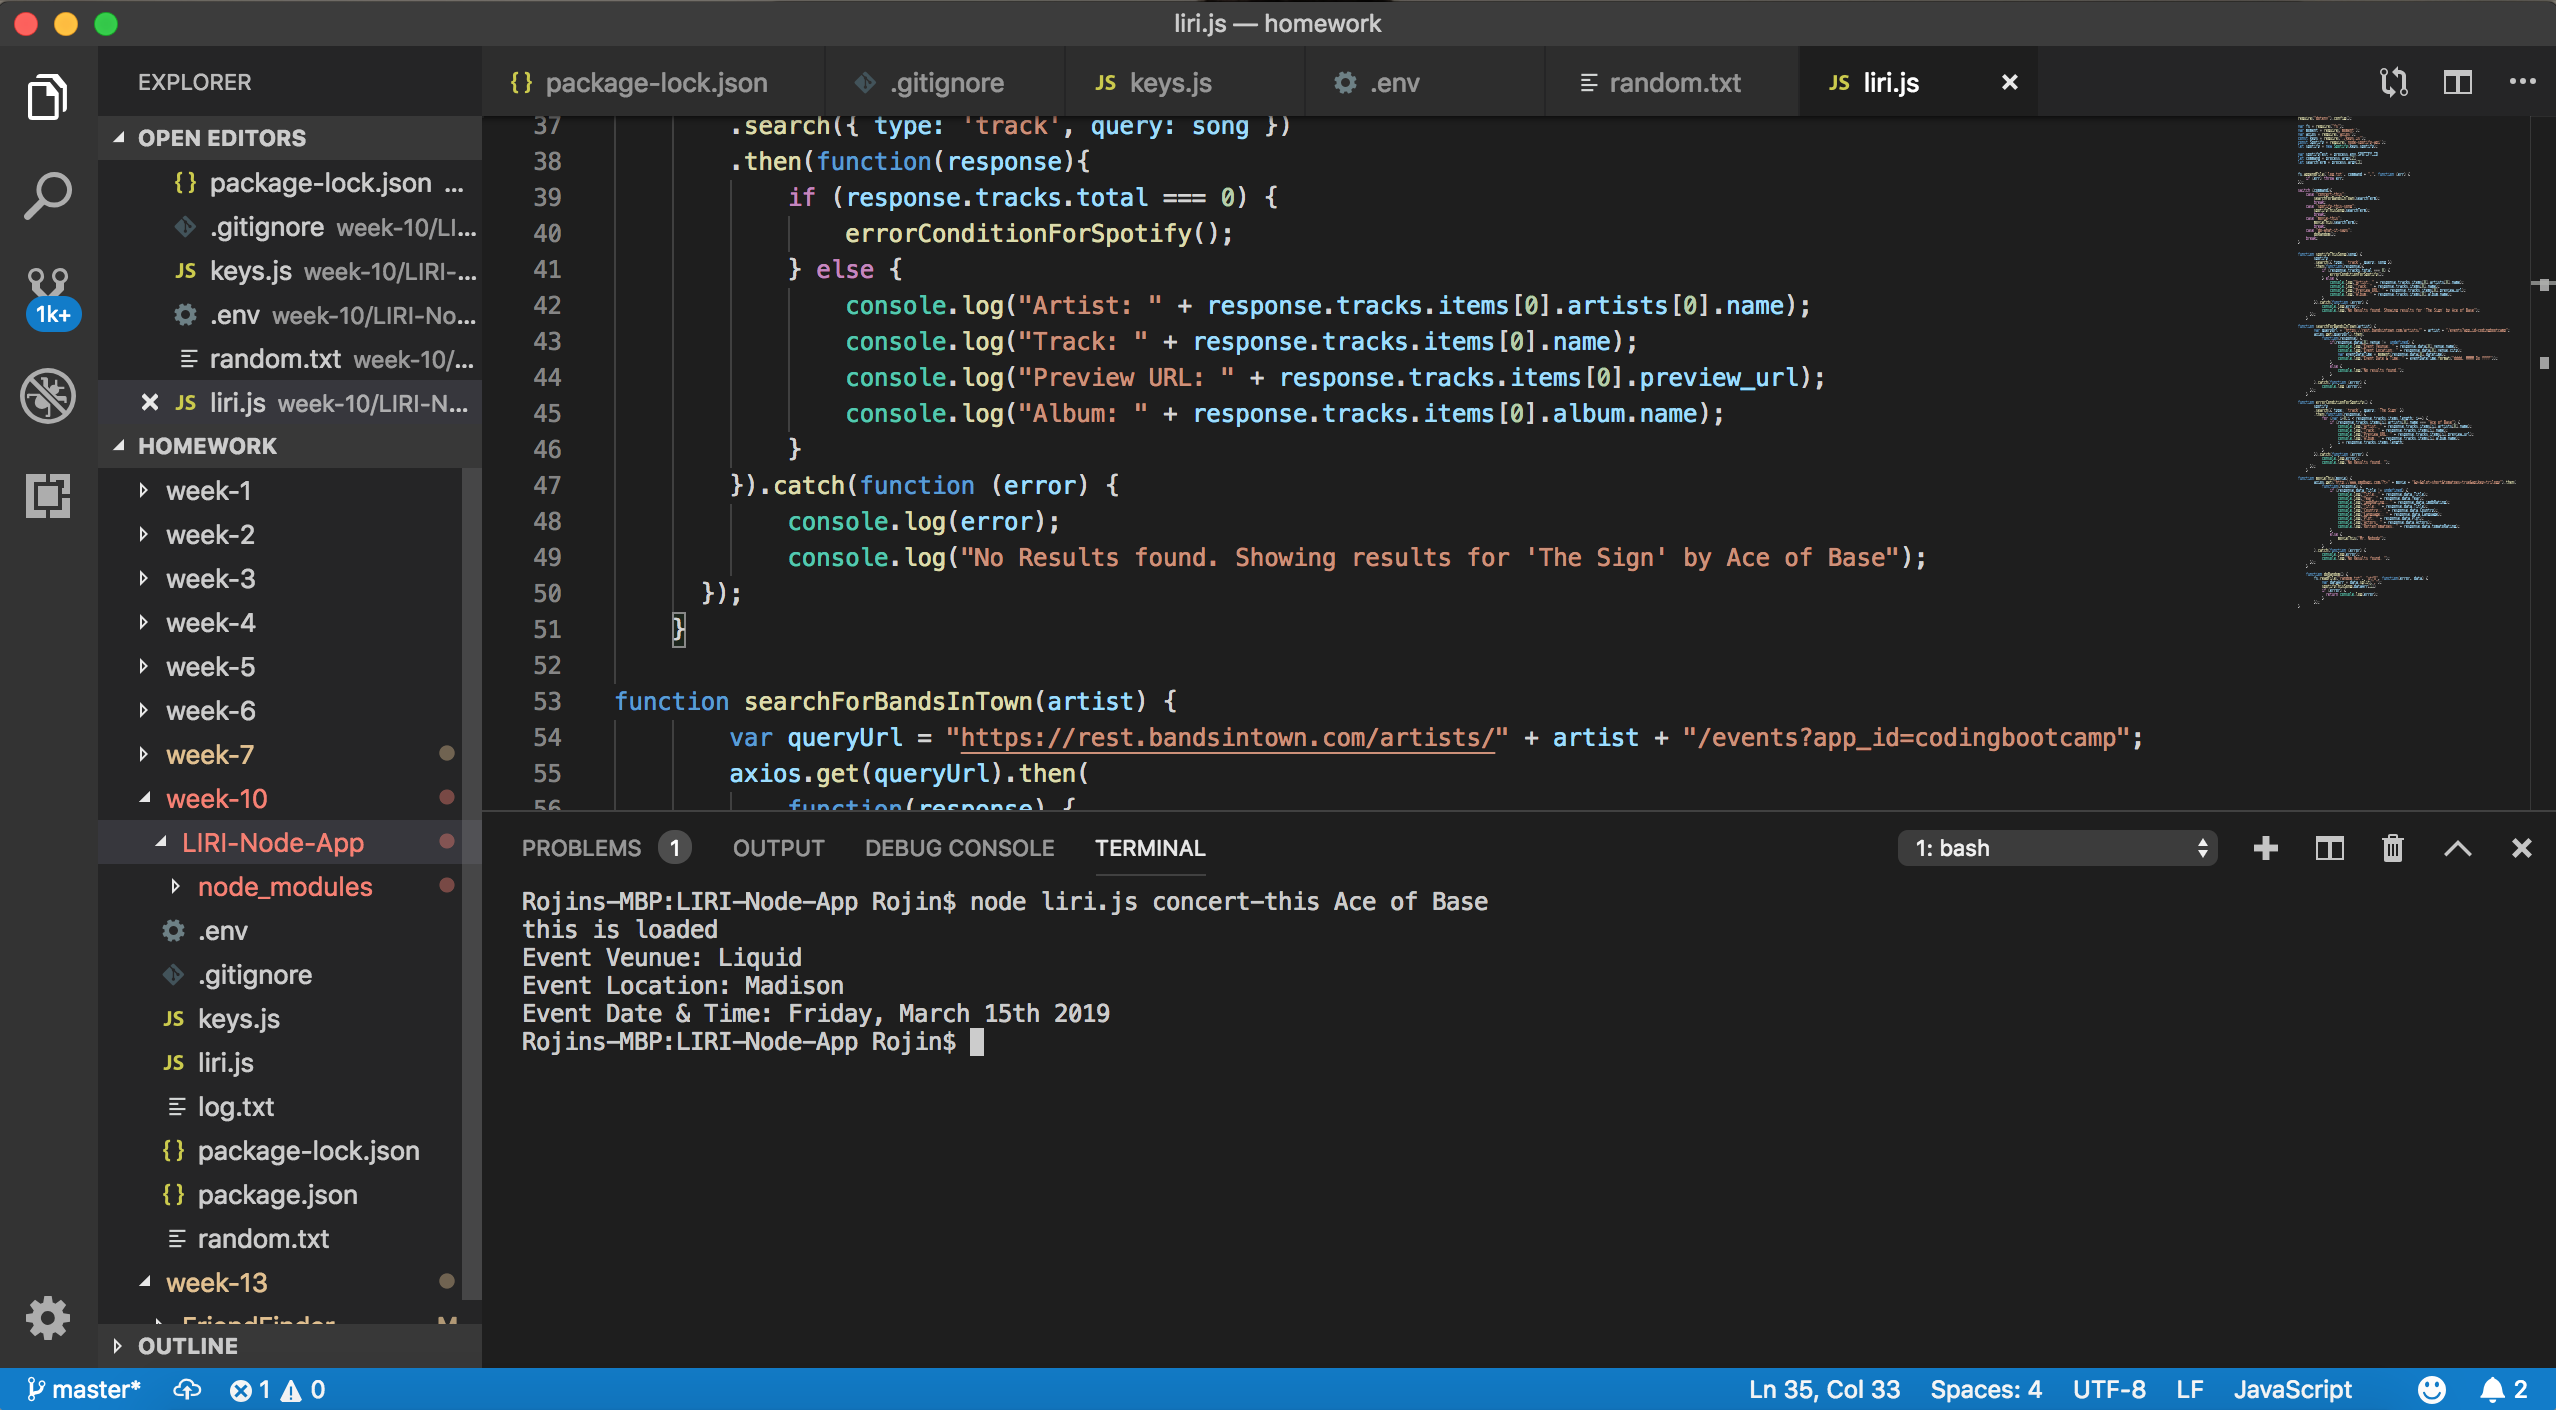 liri.js — homework
EXPLORER
OPEN EDITORS
{} package-lock.json ...
.gitignore week-10/LI...
JS keys.js week-10/LIRI-...
.env week-10/LIRI-No...
random.txt week-10/...
JS liri.js week-10/LIRI-N...
HOMEWORK
week-1
week-2
week-3
week-4
week-5
week-6
week-7
week-10
LIRI-Node-App
node_modules
.env
.gitignore
JS keys.js
JS liri.js
log.txt
{} package-lock.json
{} package.json
random.txt
week-13
FriendFinder M
OUTLINE
1k+
{} package-lock.json .gitignore JS keys.js .env random.txt JS liri.js
37 .search({ type: 'track', query: song })
38 .then(function(response){
39 if (response.tracks.total === 0) {
40 errorConditionForSpotify();
41 } else {
42 console.log("Artist: " + response.tracks.items[0].artists[0].name);
43 console.log("Track: " + response.tracks.items[0].name);
44 console.log("Preview URL: " + response.tracks.items[0].preview_url);
45 console.log("Album: " + response.tracks.items[0].album.name);
46 }
47 }).catch(function (error) {
48 console.log(error);
49 console.log("No Results found. Showing results for 'The Sign' by Ace of Base");
50 });
51 }
52
53 function searchForBandsInTown(artist) {
54 var queryUrl = "https://rest.bandsintown.com/artists/" + artist + "/events?app_id=codingbootcamp";
55 axios.get(queryUrl).then(
56 function(response) {
PROBLEMS 1 OUTPUT DEBUG CONSOLE TERMINAL 1: bash
Rojins-MBP:LIRI-Node-App Rojin$ node liri.js concert-this Ace of Base
this is loaded
Event Veunue: Liquid
Event Location: Madison
Event Date & Time: Friday, March 15th 2019
Rojins-MBP:LIRI-Node-App Rojin$
master* 1 0 Ln 35, Col 33 Spaces: 4 UTF-8 LF JavaScript 2